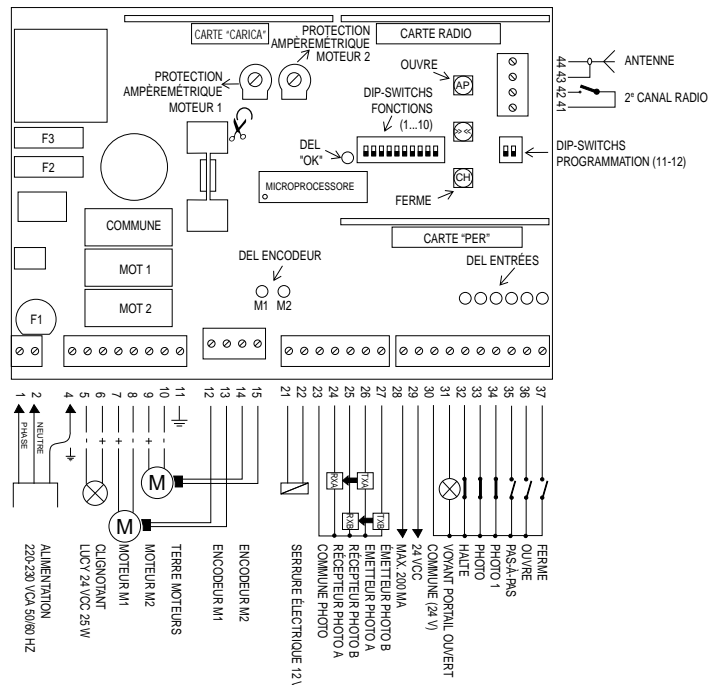 CARTE "CARICA"
PROTECTION
AMPÈREMÉTRIQUE
MOTEUR 2
CARTE RADIO
PROTECTION
AMPÈREMÉTRIQUE
MOTEUR 1
OUVRE
AP
DIP-SWITCHS
FONCTIONS
(1...10)
> <
44
43
42
41
ANTENNE
2e CANAL RADIO
DIP-SWITCHS
PROGRAMMATION (11-12)
F3
F2
DEL
"OK"
MICROPROCESSORE
FERME
CH
COMMUNE
MOT 1
MOT 2
F1
CARTE "PER"
DEL ENCODEUR
M1
M2
DEL ENTRÉES
1
2
4
5
6
7
8
9
10
11
12
13
14
15
21
22
23
24
25
26
27
28
29
30
31
32
33
34
35
36
37
PHASE
NEUTRE
- + + - + -
M
M
RXA
TXA
RXB
TXB
ALIMENTATION
220-230 VCA 50/60 HZ
CLIGNOTANT
LUCY 24 VCC 25 W
MOTEUR M1
MOTEUR M2
TERRE MOTEURS
ENCODEUR M1
ENCODEUR M2
SERRURE ÉLECTRIQUE 12 V
COMMUNE PHOTO
RÉCEPTEUR PHOTO A
RÉCEPTEUR PHOTO B
ÉMETTEUR PHOTO A
ÉMETTEUR PHOTO B
MAX. 200 MA
24 VCC
COMMUNE (24 V)
VOYANT PORTAIL OUVERT
HALTE
PHOTO
PHOTO 1
PAS-À-PAS
OUVRE
FERME